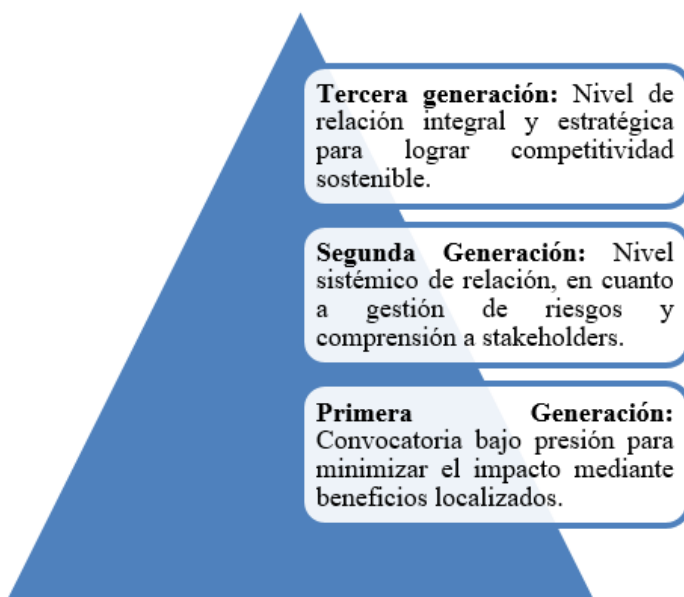 Tercera generación: Nivel de
relación integral y estratégica
para lograr competitividad
sostenible.
Segunda Generación: Nivel
sistémico de relación, en cuanto
a gestión de riesgos y
comprensión a stakeholders.
Primera Generación:
Convocatoria bajo presión para
minimizar el impacto mediante
beneficios localizados.